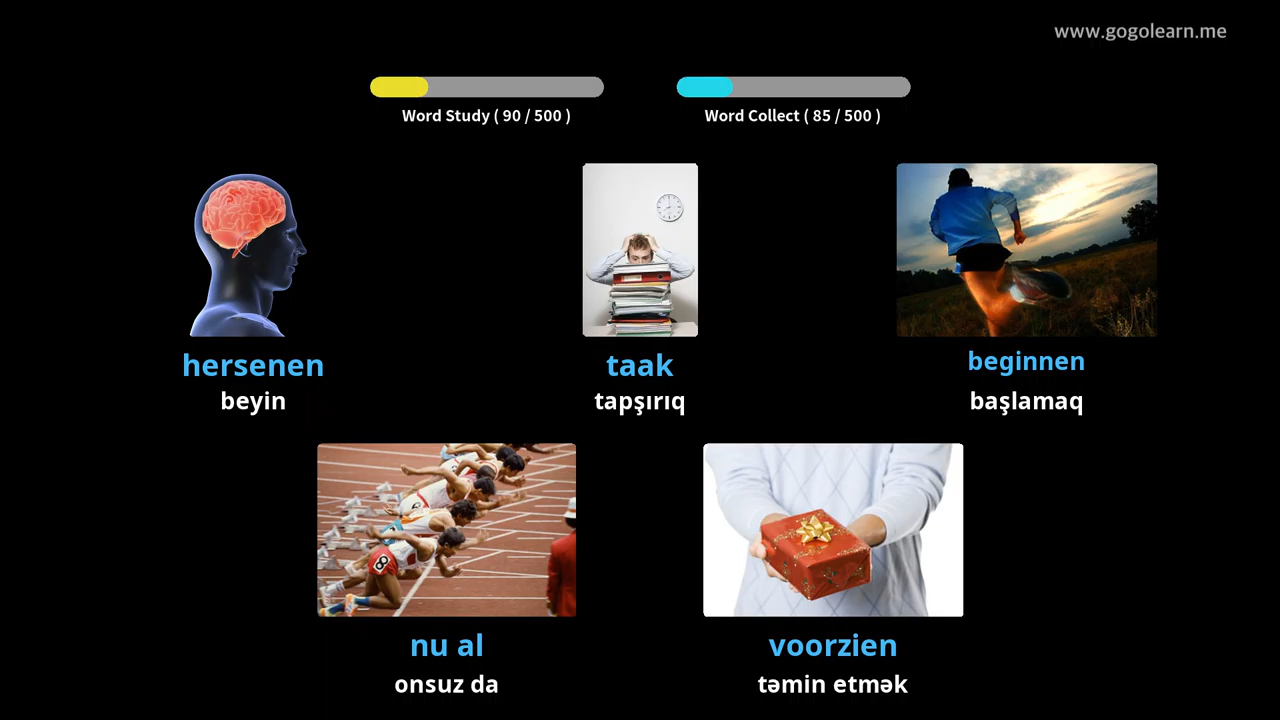 www.gogolearn.me
Word Study ( 90 / 500 )
Word Collect ( 85 / 500 )
hersenen
beyin
taak
tapşırıq
beginnen
başlamaq
nu al
onsuz da
voorzien
təmin etmək